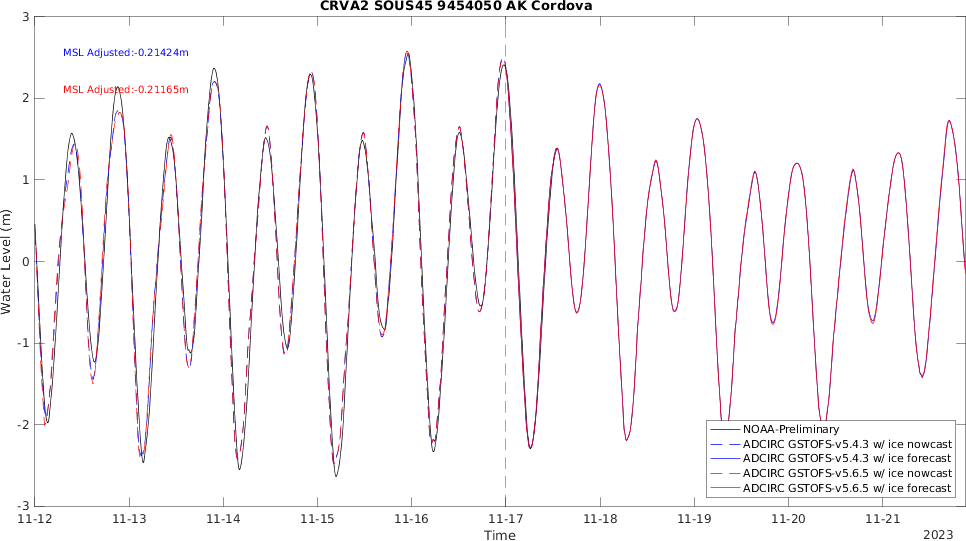 CRVA2 SOUS45 9454050 AK Cordova
MSL Adjusted:-0.21424m
MSL Adjusted:-0.21165m
3
2
1
0
-1
-2
-3
Water Level (m)
NOAA-Preliminary
ADCIRC GSTOFS-v5.4.3 w/ ice nowcast
ADCIRC GSTOFS-v5.4.3 w/ ice forecast
ADCIRC GSTOFS-v5.6.5 w/ ice nowcast
ADCIRC GSTOFS-v5.6.5 w/ ice forecast
11-12 11-13 11-14 11-15 11-16 11-17 11-18 11-19 11-20 11-21
Time
2023